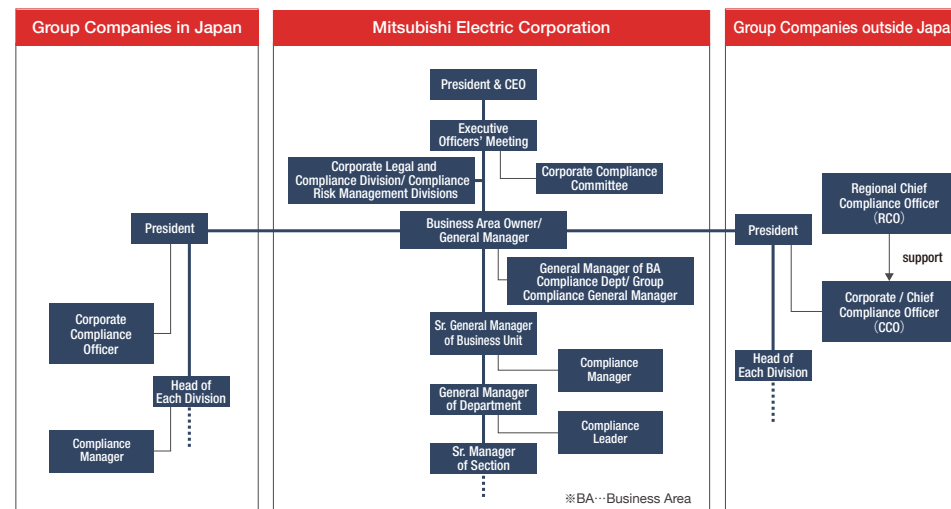 Group Companies in Japan
Mitsubishi Electric Corporation
Group Companies outside Japa
President & CEO
Executive
Officers' Meeting
Corporate Legal and
Compliance Division/ Compliance
Risk Management Divisions
Corporate Compliance
Committee
Regional Chief
Compliance Officer
(RCO)
President
Business Area Owner/
General Manager
President
support
General Manager of BA
Compliance Dept/ Group
Compliance General Manager
Corporate / Chief
Compliance Officer
(CCO)
Corporate
Compliance
Officer
Sr. General Manager
of Business Unit
Compliance
Manager
Head of
Each Division
Head of
Each Division
General Manager
of Department
Compliance
Leader
Compliance
Manager
Sr. Manager
of Section
※BA…Business Area